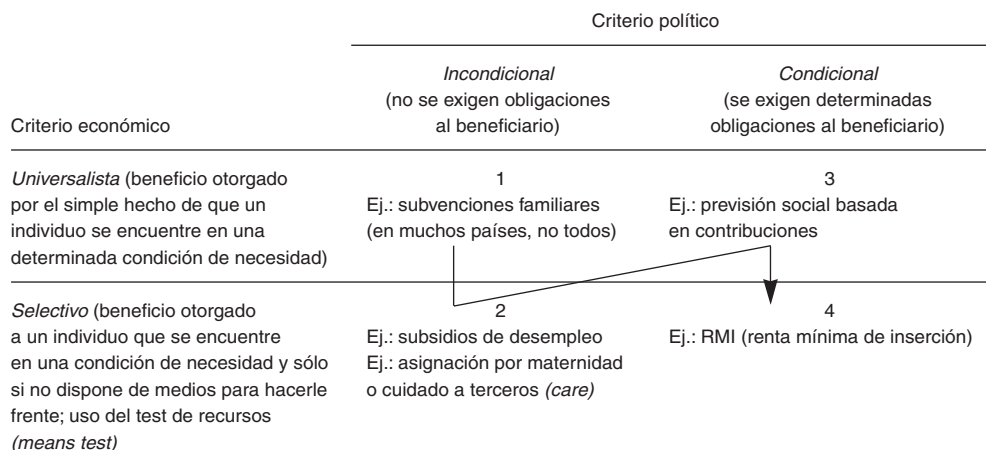 Criterio político
Incondicional
(no se exigen obligaciones
al beneficiario)
Condicional
(se exigen determinadas
obligaciones al beneficiario)
Criterio económico
Universalista (beneficio otorgado
por el simple hecho de que un
individuo se encuentre en una
determinada condición de necesidad)
1
Ej.: subvenciones familiares
(en muchos países, no todos)
3
Ej.: previsión social basada
en contribuciones
Selectivo (beneficio otorgado
a un individuo que se encuentre
en una condición de necesidad y sólo
si no dispone de medios para hacerle
frente; uso del test de recursos
(means test)
2
Ej.: subsidios de desempleo
Ej.: asignación por maternidad
o cuidado a terceros (care)
4
Ej.: RMI (renta mínima de inserción)